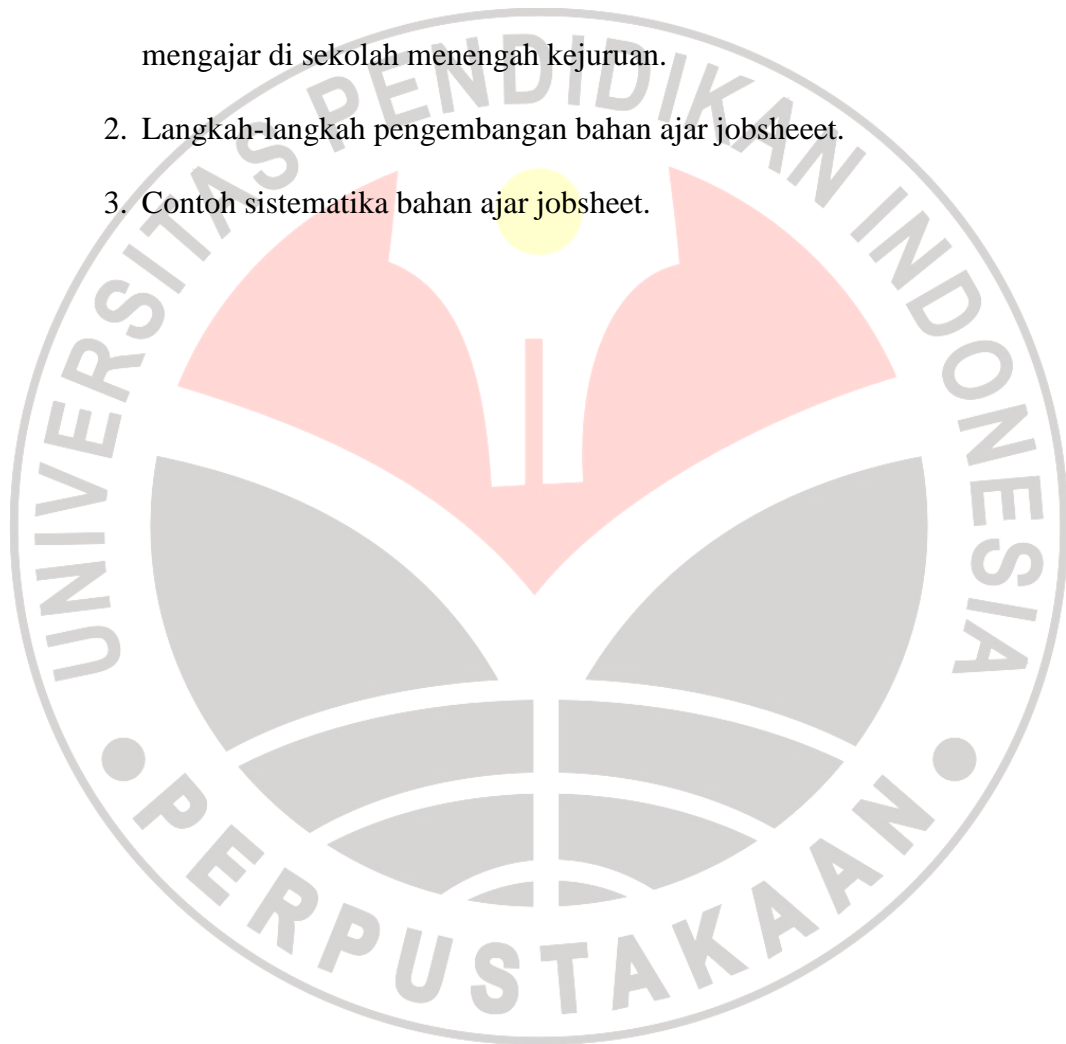 mengajar di sekolah menengah kejuruan.
2. Langkah-langkah pengembangan bahan ajar jobsheeet.
3. Contoh sistematika bahan ajar jobsheet.
UNIVERSITAS PENDIDIKAN INDONESIA
PERPUSTAKAAN